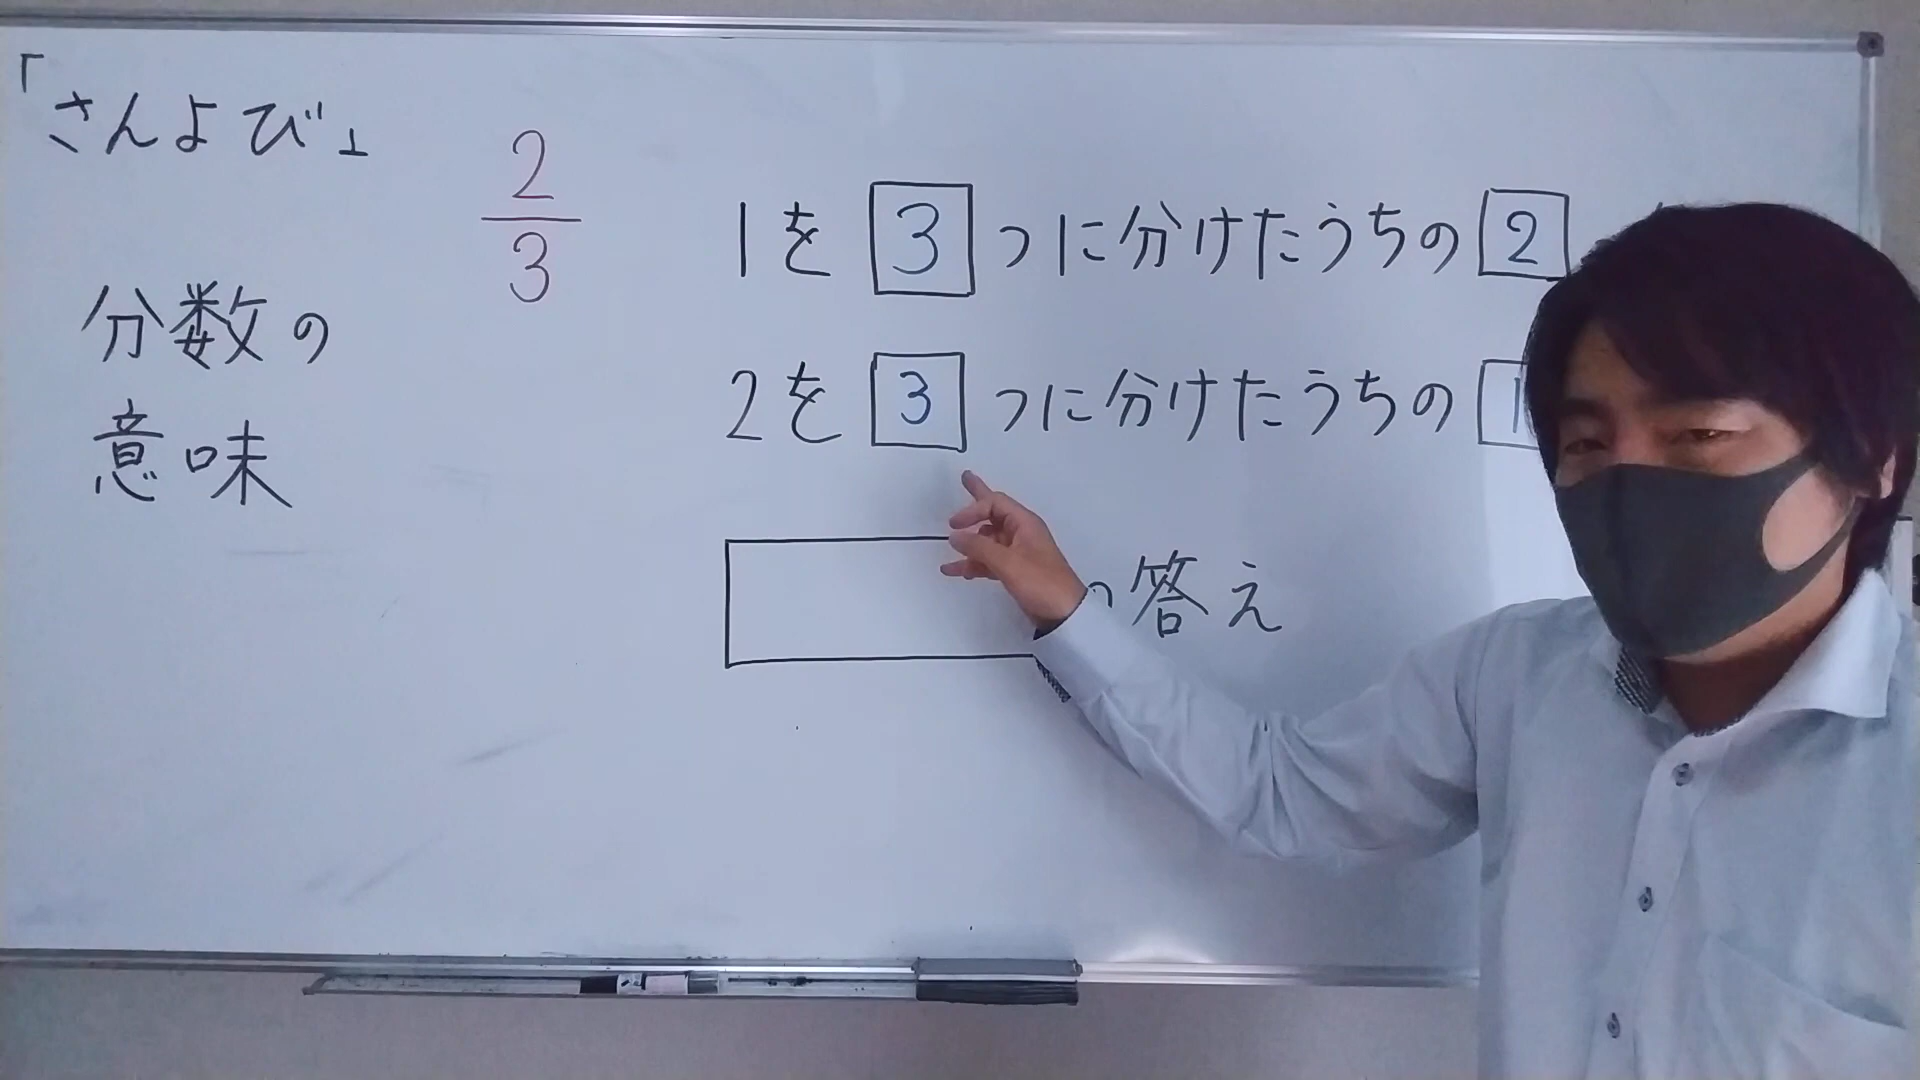 「さんよび」
分数の
意味
2
3
1を 3 つに分けたうちの 2
2を 3 つに分けたうちの 1
の答え